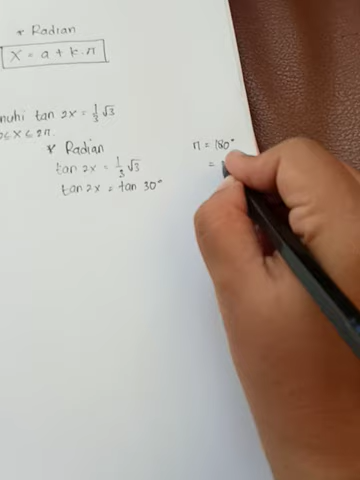 * Radian
X = a + k.π
nuhi tan 2x = 1/3 √3
0 ≤ X ≤ 2π.
* Radian
tan 2x = 1/3 √3
tan 2x = tan 30°
π = 180°
=